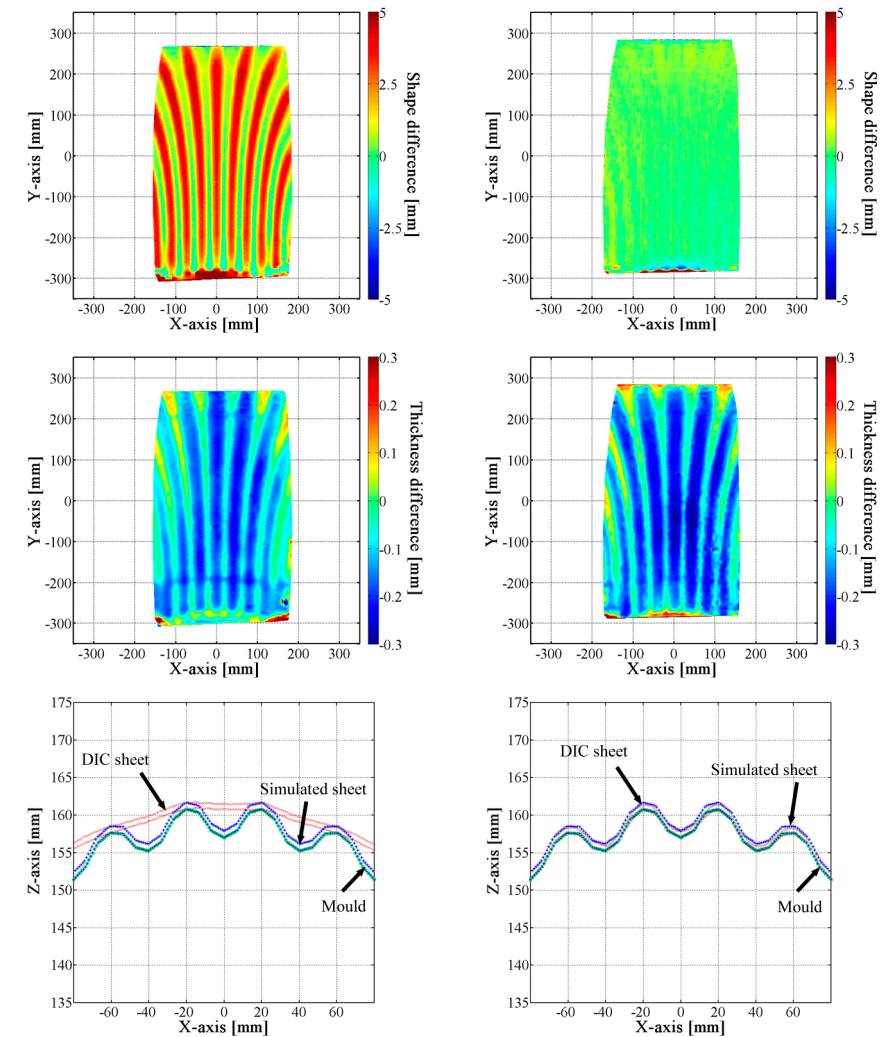 300
200
100
0
-100
-200
-300
Y-axis [mm]
-300 -200 -100 0 100 200 300
X-axis [mm]
5
2.5
0
-2.5
-5
Shape difference [mm]
300
200
100
0
-100
-200
-300
Y-axis [mm]
-300 -200 -100 0 100 200 300
X-axis [mm]
5
2.5
0
-2.5
-5
Shape difference [mm]
300
200
100
0
-100
-200
-300
Y-axis [mm]
-300 -200 -100 0 100 200 300
X-axis [mm]
0.3
0.2
0.1
0
-0.1
-0.2
-0.3
Thickness difference [mm]
300
200
100
0
-100
-200
-300
Y-axis [mm]
-300 -200 -100 0 100 200 300
X-axis [mm]
0.3
0.2
0.1
0
-0.1
-0.2
-0.3
Thickness difference [mm]
175
170
165
160
155
150
145
140
135
Z-axis [mm]
DIC sheet
Simulated sheet
Mould
-60 -40 -20 0 20 40 60
X-axis [mm]
175
170
165
160
155
150
145
140
135
Z-axis [mm]
DIC sheet
Simulated sheet
Mould
-60 -40 -20 0 20 40 60
X-axis [mm]